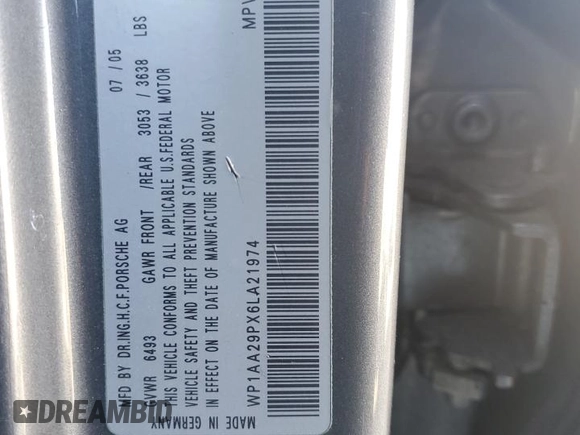 MFD BY DR.ING.H.C.F.PORSCHE AG 07 / 05
GVWR 6493 GAWR FRONT /REAR 3053 / 3638 LBS
THIS VEHICLE CONFORMS TO ALL APPLICABLE U.S.FEDERAL MOTOR
VEHICLE SAFETY AND THEFT PREVENTION STANDARDS
IN EFFECT ON THE DATE OF MANUFACTURE SHOWN ABOVE
WP1AA29PX6LA21974
MADE IN GERMANY
DREAMBID